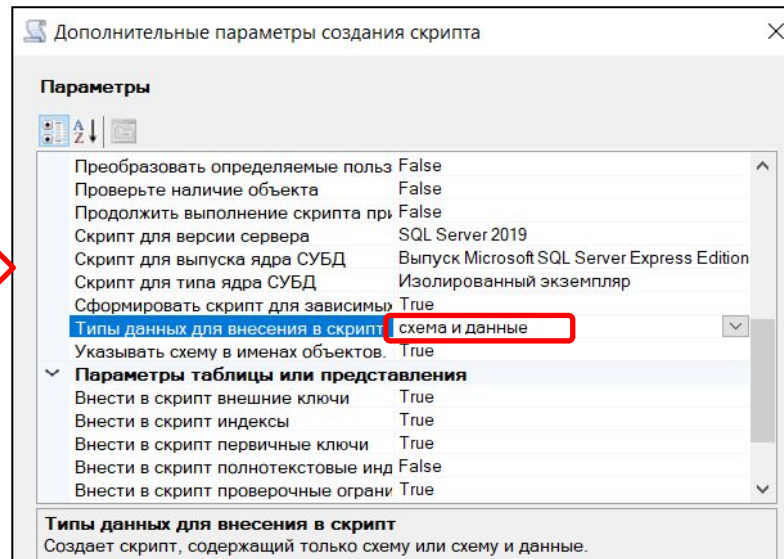 Дополнительные параметры создания скрипта
Параметры
Преобразовать определяемые польз False
Проверьте наличие объекта False
Продолжить выполнение скрипта при False
Скрипт для версии сервера SQL Server 2019
Скрипт для выпуска ядра СУБД Выпуск Microsoft SQL Server Express Edition
Скрипт для типа ядра СУБД Изолированный экземпляр
Сформировать скрипт для зависимых True
Типы данных для внесения в скрипт схема и данные
Указывать схему в именах объектов. True
Параметры таблицы или представления
Внести в скрипт внешние ключи True
Внести в скрипт индексы True
Внести в скрипт первичные ключи True
Внести в скрипт полнотекстовые инд False
Внести в скрипт проверочные ограни True
Типы данных для внесения в скрипт
Создает скрипт, содержащий только схему или схему и данные.